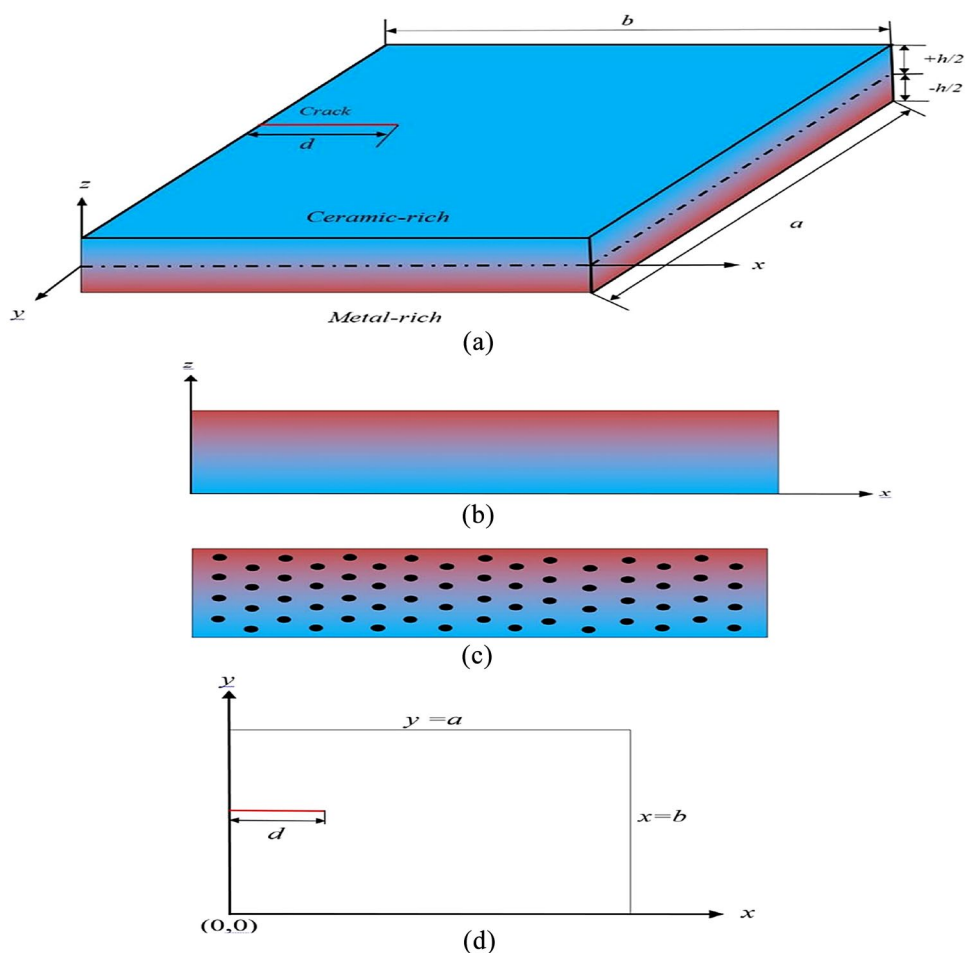 b
+h/2
-h/2
Crack
d
z
a
Ceramic-rich
x
y
Metal-rich
(a)
z
x
(b)
(c)
y
y =a
x=b
d
(0,0)
x
(d)